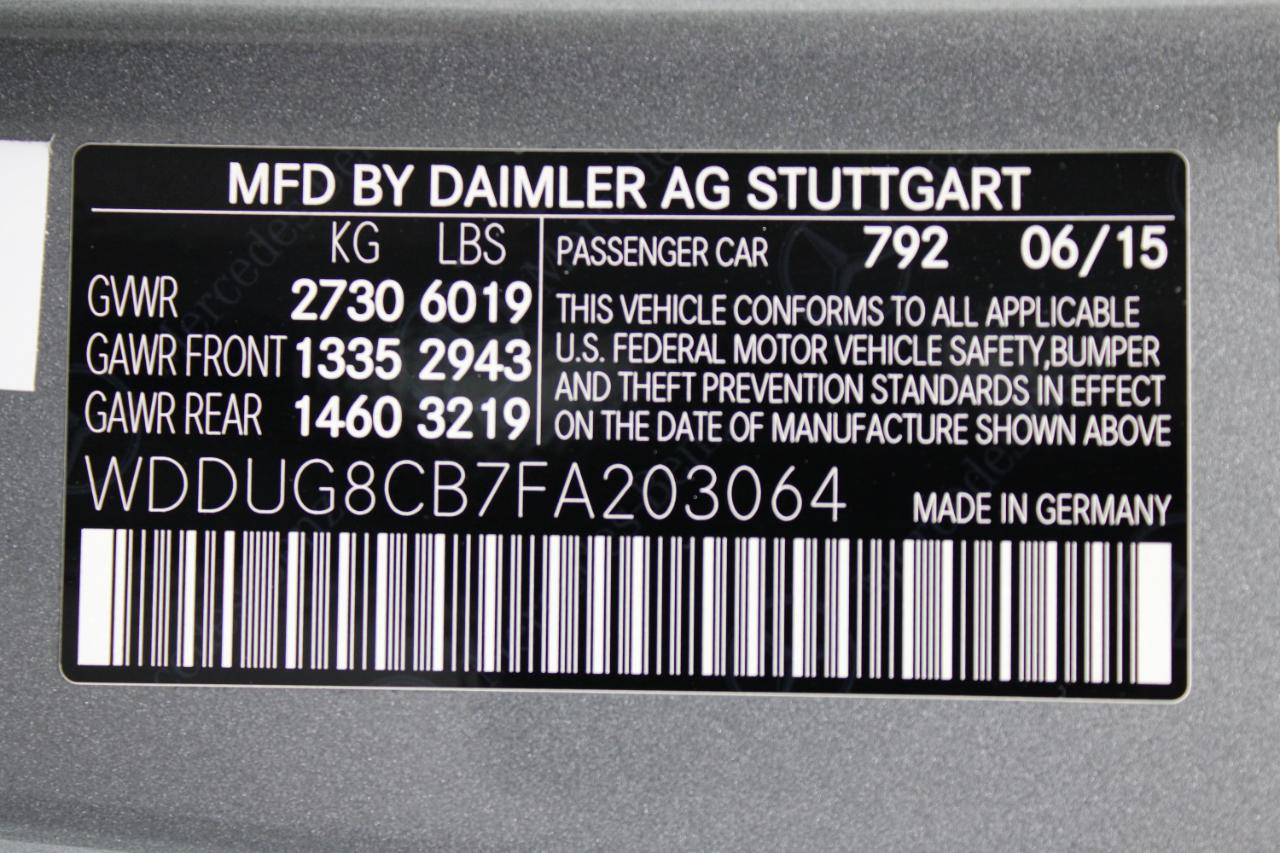 MFD BY DAIMLER AG STUTTGART
KG LBS
GVWR 2730 6019
GAWR FRONT 1335 2943
GAWR REAR 1460 3219
PASSENGER CAR 792 06/15
THIS VEHICLE CONFORMS TO ALL APPLICABLE
U.S. FEDERAL MOTOR VEHICLE SAFETY,BUMPER
AND THEFT PREVENTION STANDARDS IN EFFECT
ON THE DATE OF MANUFACTURE SHOWN ABOVE
WDDUG8CB7FA203064
MADE IN GERMANY